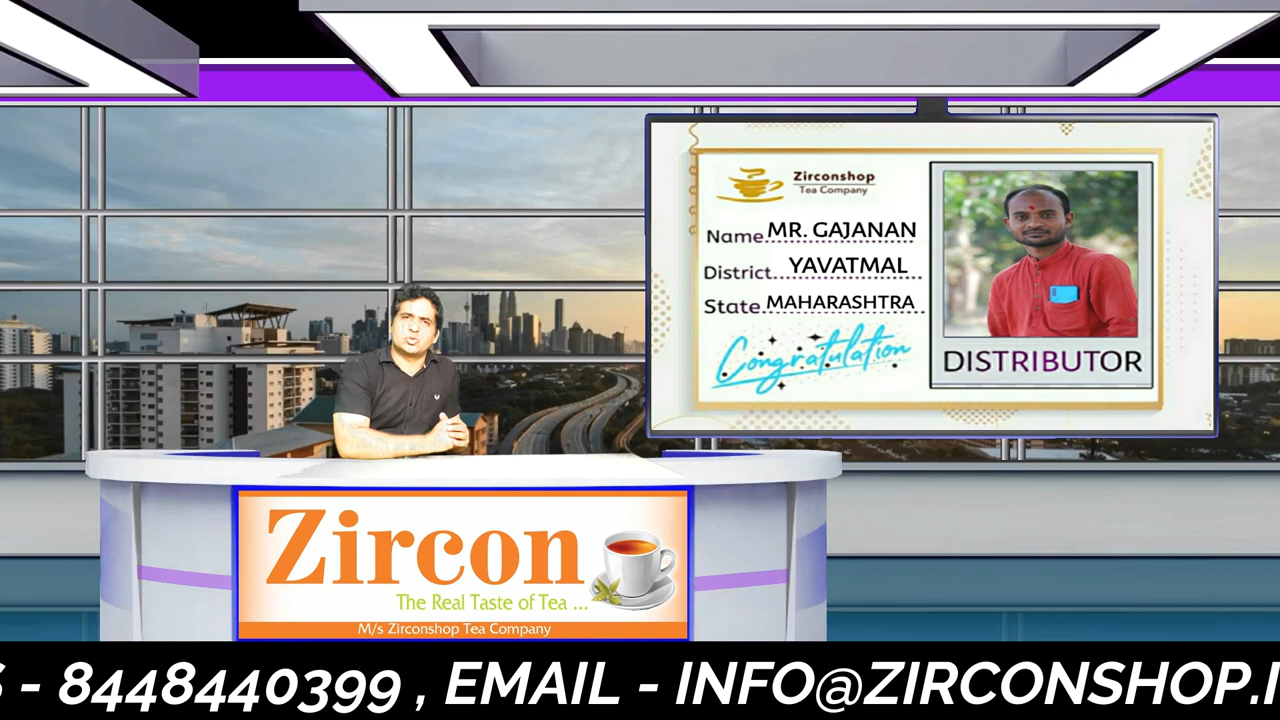 Zirconshop
Tea Company
Name..MR. GAJANAN
District...YAVATMAL
State...MAHARASHTRA
Congratulation
DISTRIBUTOR
Zircon
The Real Taste of Tea ...
M/s Zirconshop Tea Company
- 8448440399 , EMAIL - INFO@ZIRCONSHOP.